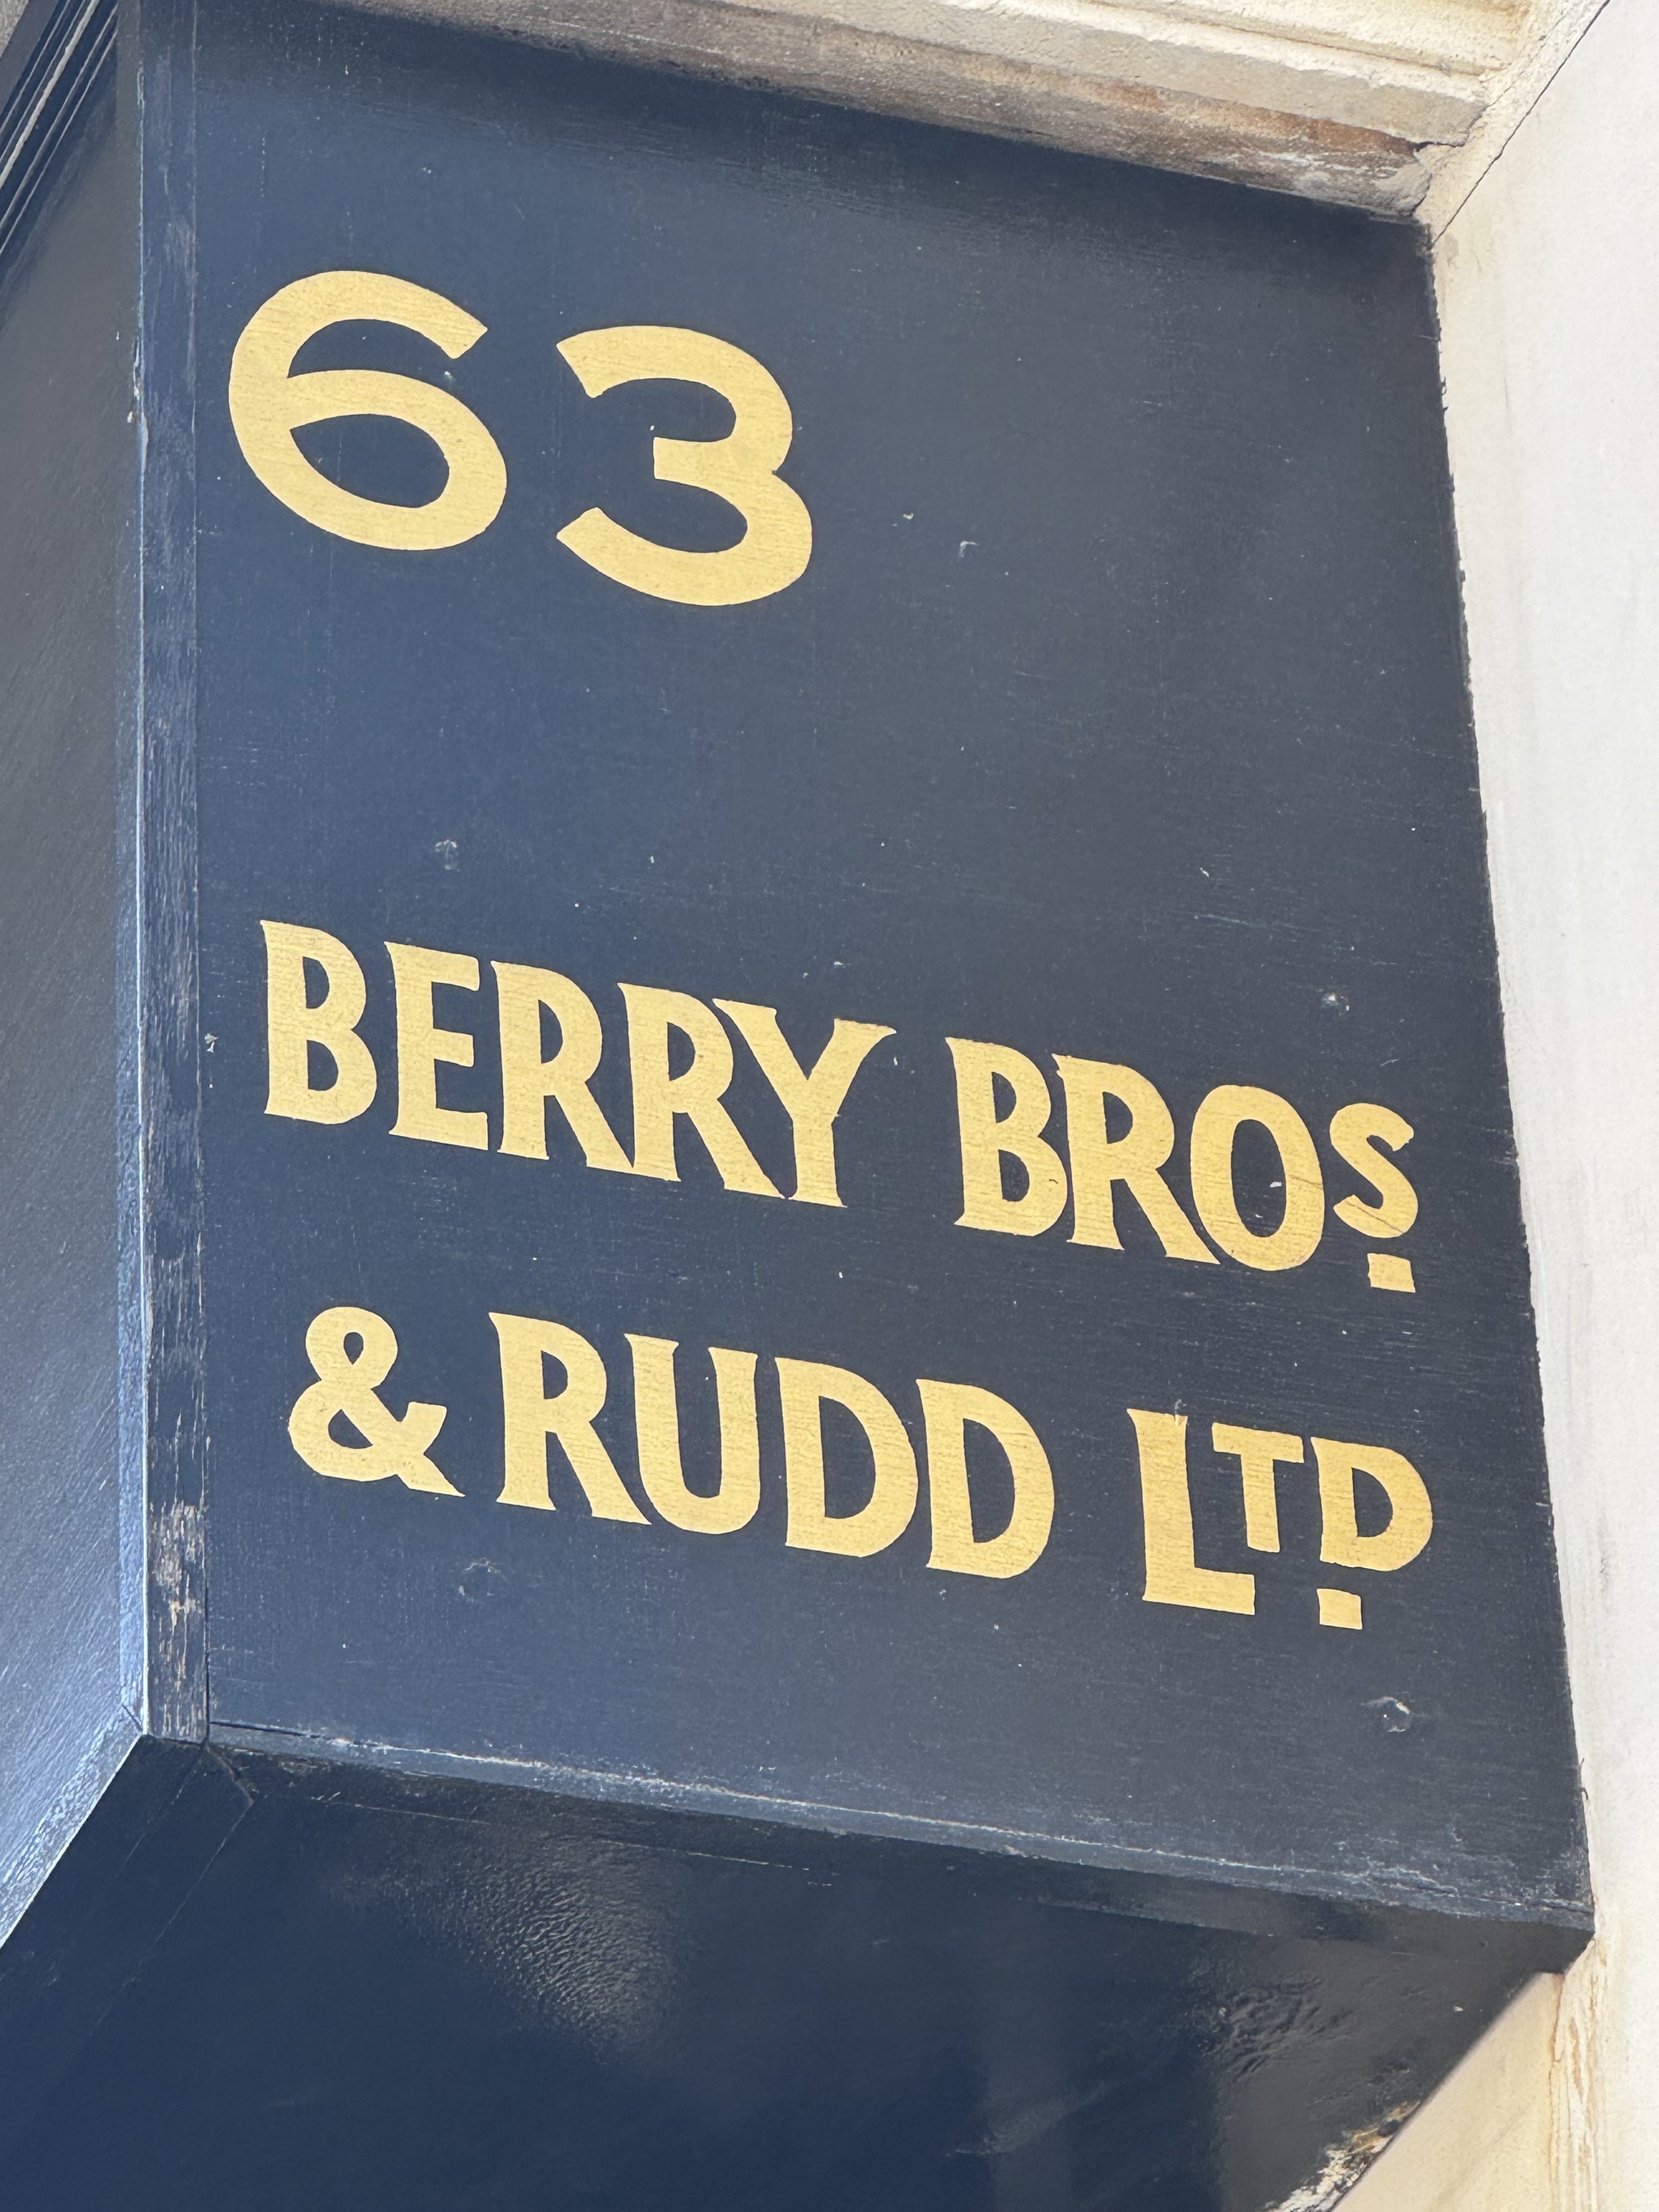 63
BERRY BROS.
& RUDD LTD.